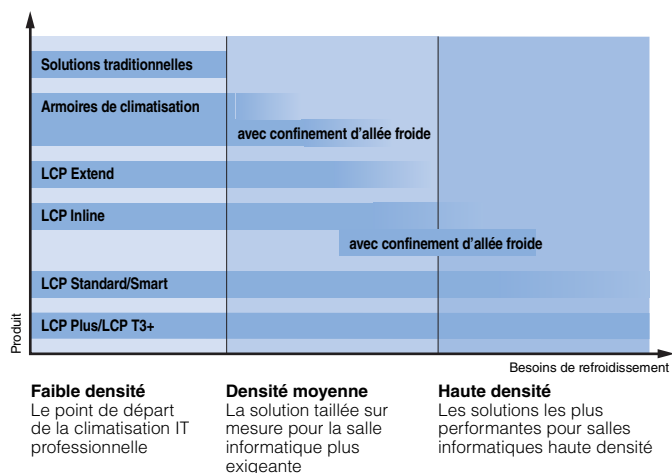 Solutions traditionnelles
Armoires de climatisation
avec confinement d'allée froide
LCP Extend
LCP Inline
avec confinement d'allée froide
LCP Standard/Smart
LCP Plus/LCP T3+
Produit
Besoins de refroidissement
Faible densité
Le point de départ
de la climatisation IT
professionnelle
Densité moyenne
La solution taillée sur
mesure pour la salle
informatique plus
exigeante
Haute densité
Les solutions les plus
performantes pour salles
informatiques haute densité